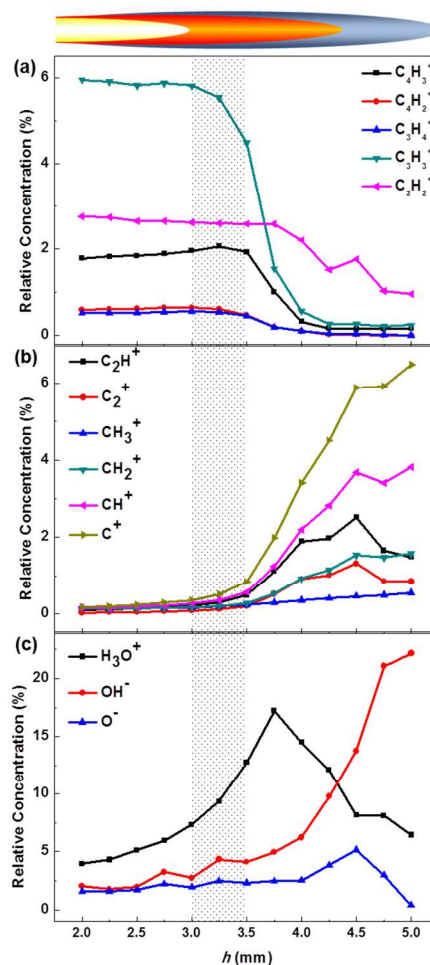 (a)
6
4
2
0
Relative Concentration (%)
C₄H₃⁺
C₄H₂⁺
C₃H₄⁺
C₃H₃⁺
C₂H₂⁺
(b)
6
4
2
0
Relative Concentration (%)
C₂H⁺
C₂⁺
CH₃⁺
CH₂⁺
CH⁺
C⁺
(c)
20
15
10
5
0
Relative Concentration (%)
H₃O⁺
OH⁻
O⁻
2.0 2.5 3.0 3.5 4.0 4.5 5.0
h (mm)